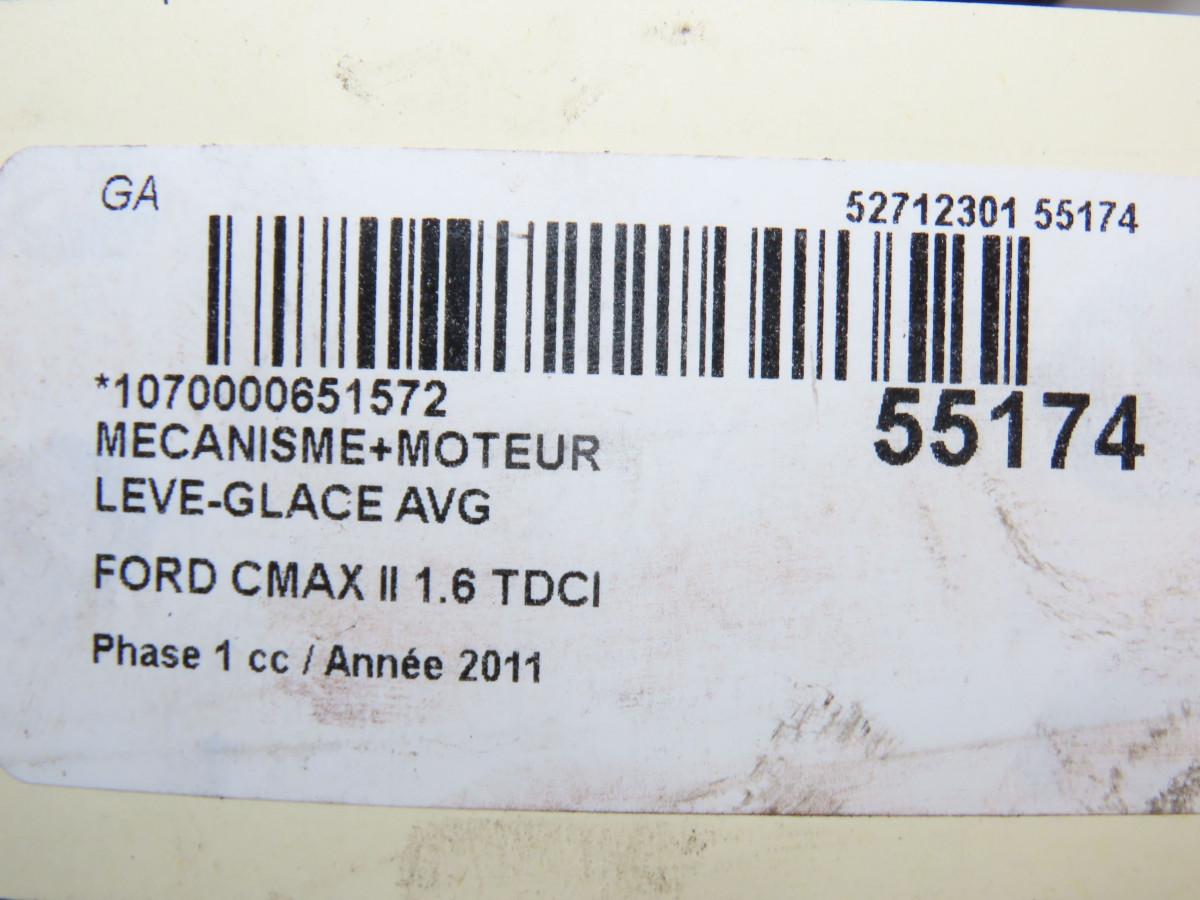 GA
52712301 55174
*1070000651572
55174
MECANISME+MOTEUR
LEVE-GLACE AVG
FORD CMAX II 1.6 TDCI
Phase 1 cc / Année 2011